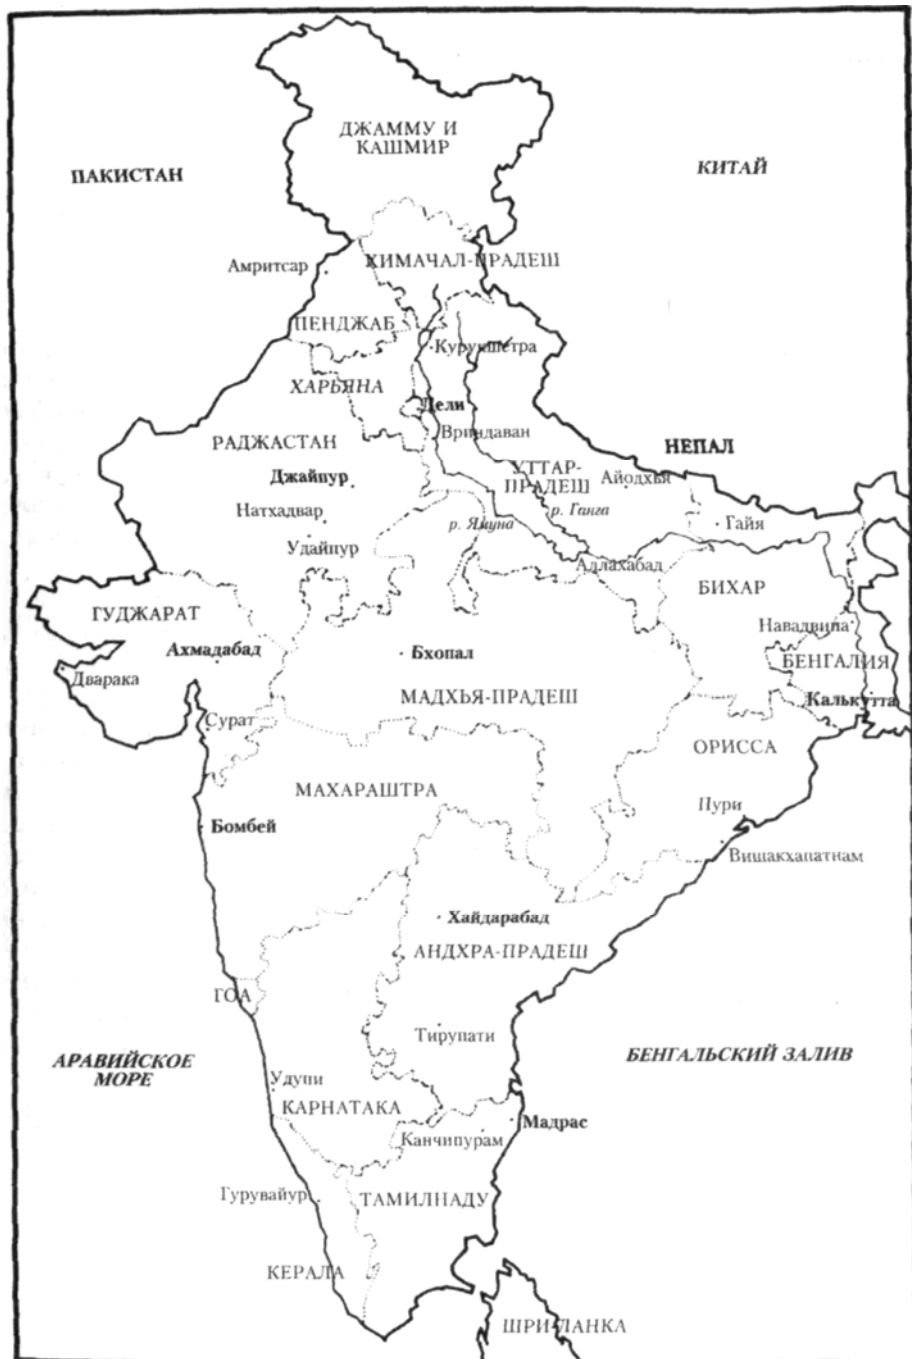 ДЖАММУ И
КАШМИР
ПАКИСТАН
КИТАЙ
Амритсар
ХИМАЧАЛ-ПРАДЕШ
ПЕНДЖАБ
Курукшетра
ХАРЬЯНА
Дели
Вриндаван
РАДЖАСТАН
НЕПАЛ
Джайпур
УТТАР-
ПРАДЕШ
Айодхья
Натхадвар
р. Ямуна
р. Ганга
Гайя
Удайпур
Аллахабад
БИХАР
ГУДЖАРАТ
Навадвипа
Ахмадабад
Бхопал
БЕНГАЛИЯ
Дварака
МАДХЬЯ-ПРАДЕШ
Калькутта
Сурат
ОРИССА
МАХАРАШТРА
Пури
Бомбей
Вишакхапатнам
Хайдарабад
АНДХРА-ПРАДЕШ
ГОА
Тирупати
АРАВИЙСКОЕ
МОРЕ
БЕНГАЛЬСКИЙ ЗАЛИВ
Удупи
КАРНАТАКА
Мадрас
Канчипурам
Гурувайур
ТАМИЛНАДУ
КЕРАЛА
ШРИ-ЛАНКА